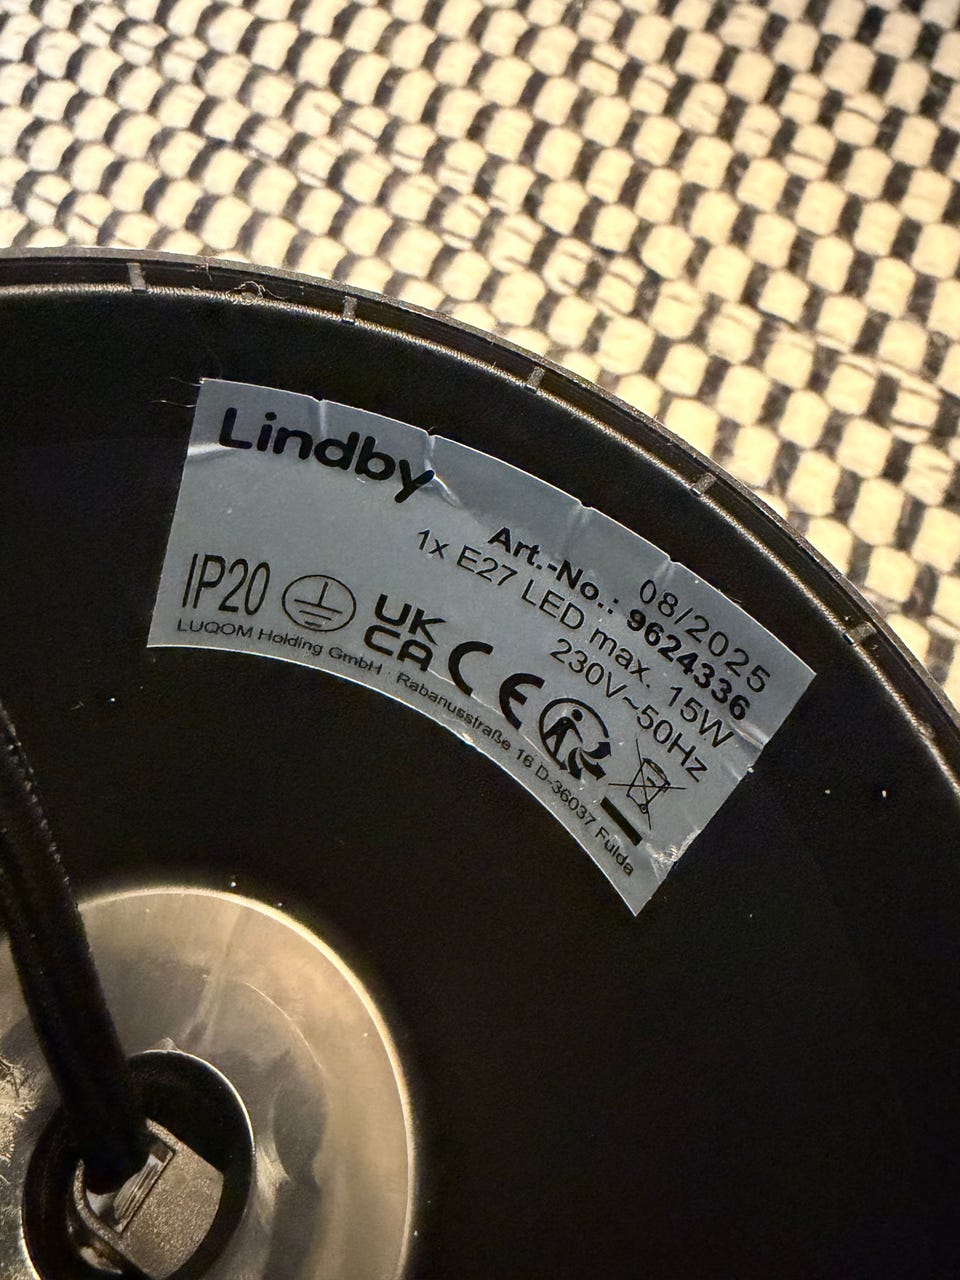 Lindby
08/2025
Art.-No.: 9624336
1x E27 LED max. 15W
230V~50Hz
IP20
UK
CA
CE
LUQOM Holding GmbH · Rabanusstraße 16 D-36037 Fulda